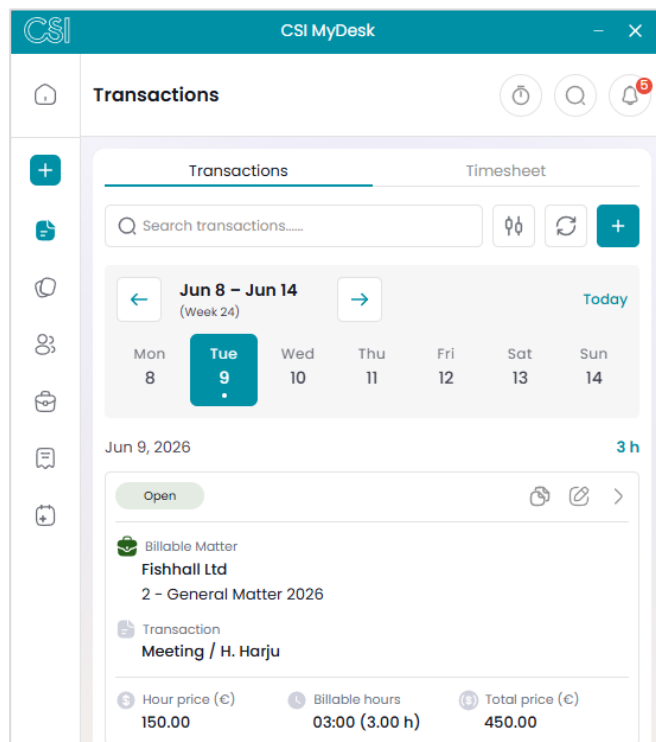 CSI
CSI MyDesk
Transactions
5
Transactions Timesheet
Search transactions......
Jun 8 – Jun 14
(Week 24)
Today
Mon Tue Wed Thu Fri Sat Sun
8 9 10 11 12 13 14
Jun 9, 2026 3 h
Open
Billable Matter
Fishhall Ltd
2 - General Matter 2026
Transaction
Meeting / H. Harju
Hour price (€) Billable hours Total price (€)
150.00 03:00 (3.00 h) 450.00